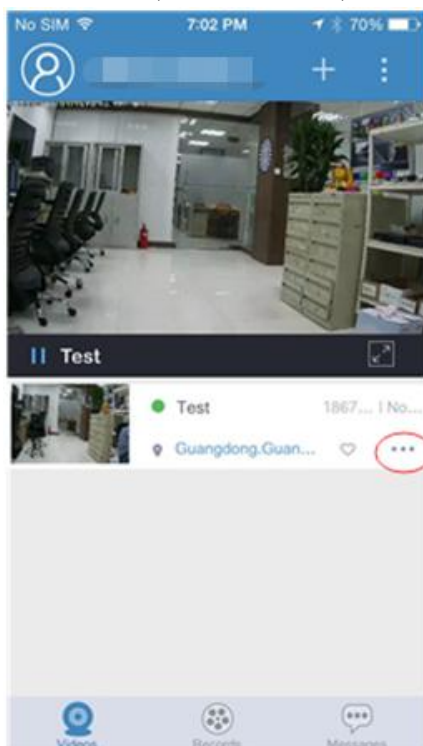 No SIM 7:02 PM 70%
Test
Test 1867... | No...
Guangdong.Guan...
Videos Records Messages